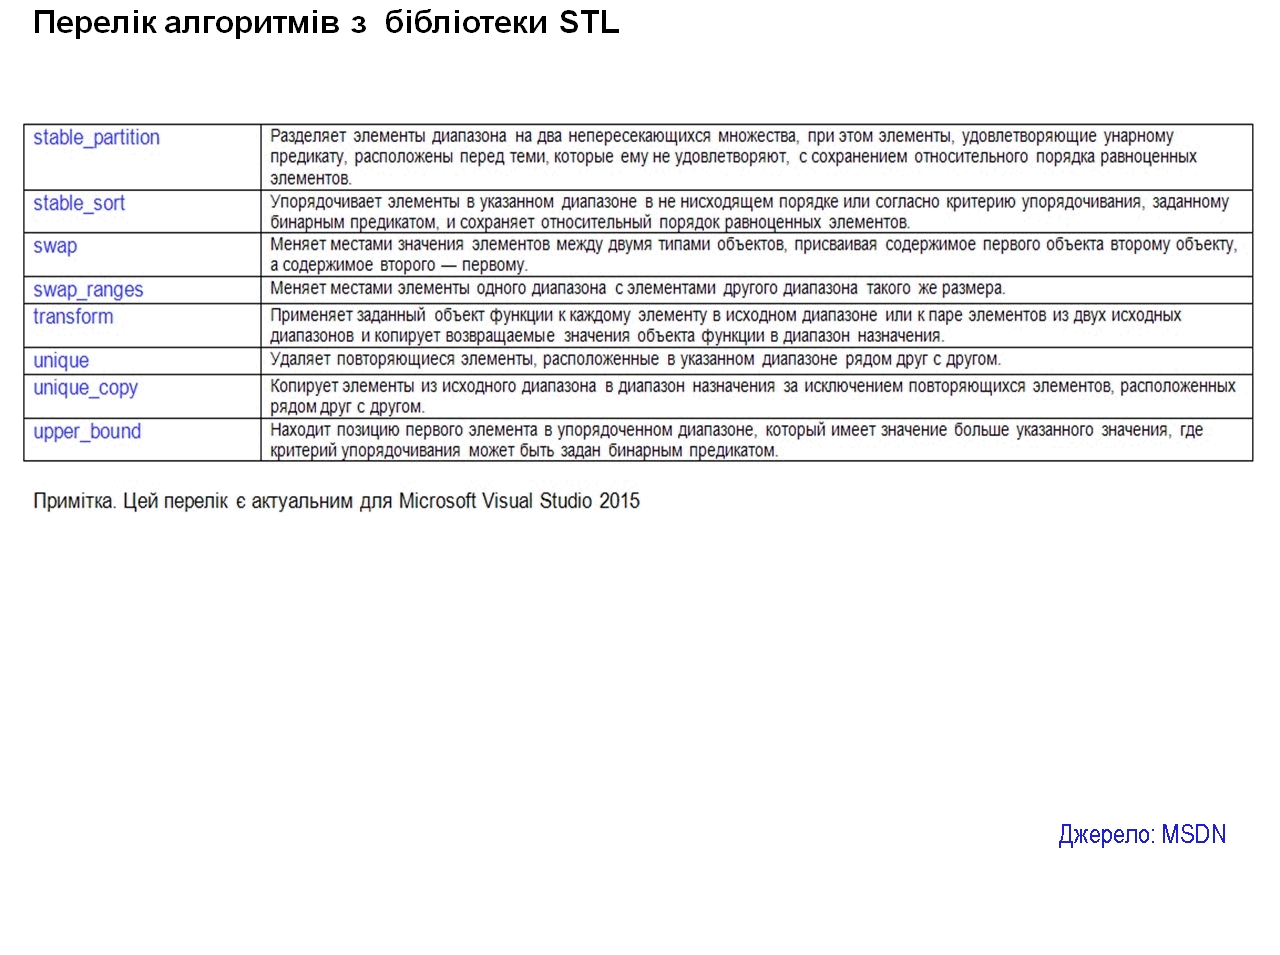 Перелік алгоритмів з бібліотеки STL
stable_partition
Разделяет элементы диапазона на два непересекающихся множества, при этом элементы, удовлетворяющие унарному
предикату, расположены перед теми, которые ему не удовлетворяют, с сохранением относительного порядка равноценных
элементов.
stable_sort
Упорядочивает элементы в указанном диапазоне в не нисходящем порядке или согласно критерию упорядочивания, заданному
бинарным предикатом, и сохраняет относительный порядок равноценных элементов.
swap
Меняет местами значения элементов между двумя типами объектов, присваивая содержимое первого объекта второму объекту,
а содержимое второго — первому.
swap_ranges
Меняет местами элементы одного диапазона с элементами другого диапазона такого же размера.
transform
Применяет заданный объект функции к каждому элементу в исходном диапазоне или к паре элементов из двух исходных
диапазонов и копирует возвращаемые значения объекта функции в диапазон назначения.
unique
Удаляет повторяющиеся элементы, расположенные в указанном диапазоне рядом друг с другом.
unique_copy
Копирует элементы из исходного диапазона в диапазон назначения за исключением повторяющихся элементов, расположенных
рядом друг с другом.
upper_bound
Находит позицию первого элемента в упорядоченном диапазоне, который имеет значение больше указанного значения, где
критерий упорядочивания может быть задан бинарным предикатом.
Примітка. Цей перелік є актуальним для Microsoft Visual Studio 2015
Джерело: MSDN